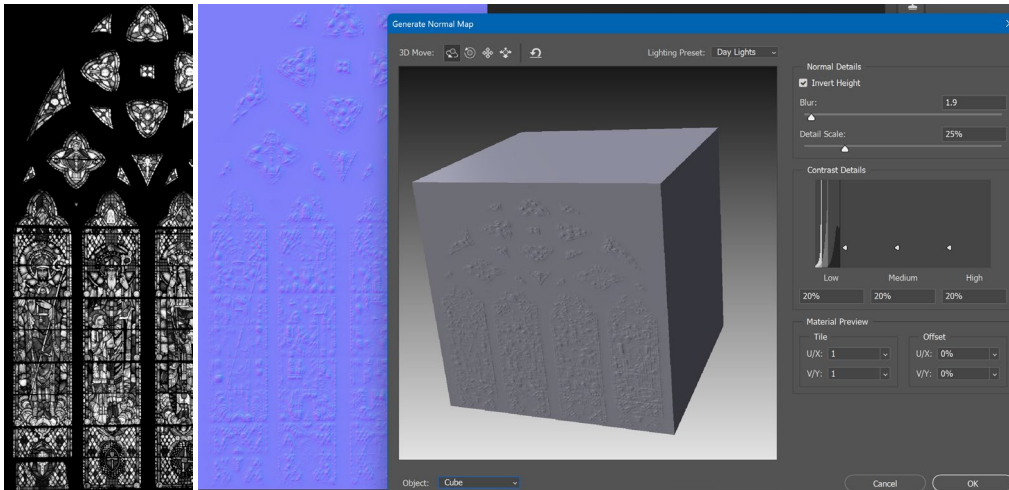 Generate Normal Map
3D Move:
Lighting Preset: Day Lights
Normal Details
Invert Height
Blur: 1.9
Detail Scale: 25%
Contrast Details
Low Medium High
20% 20% 20%
Material Preview
Tile Offset
U/X: 1 U/X: 0%
V/Y: 1 V/Y: 0%
Object: Cube
Cancel OK